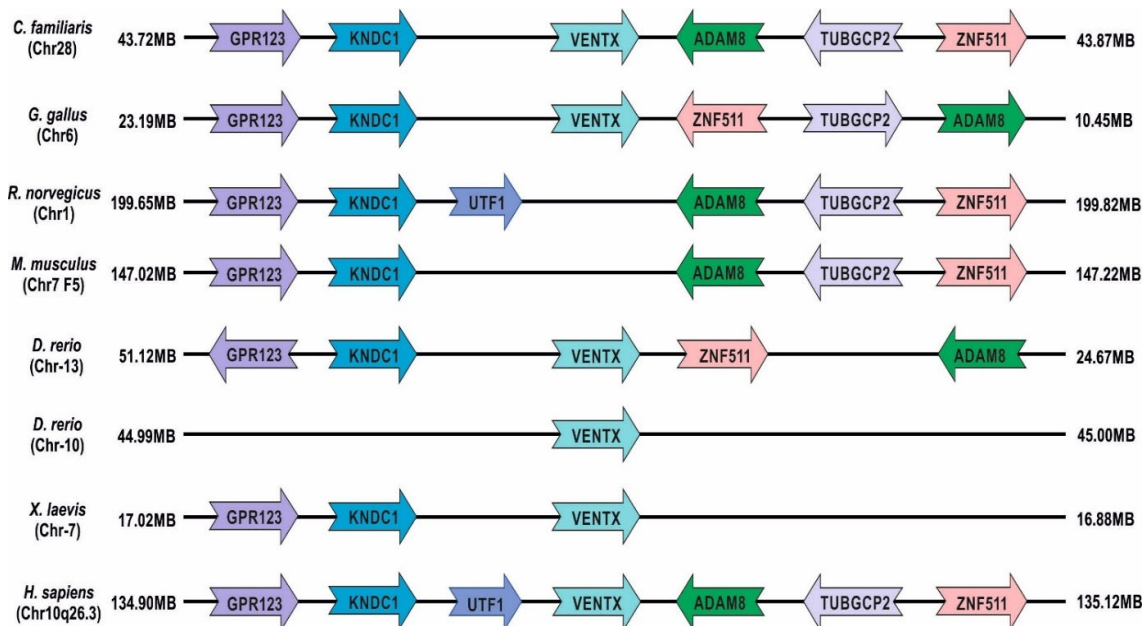 C. familiaris
(Chr28)
43.72MB GPR123 KNDC1 VENTX ADAM8 TUBGCP2 ZNF511 43.87MB
G. gallus
(Chr6)
23.19MB GPR123 KNDC1 VENTX ZNF511 TUBGCP2 ADAM8 10.45MB
R. norvegicus
(Chr1)
199.65MB GPR123 KNDC1 UTF1 ADAM8 TUBGCP2 ZNF511 199.82MB
M. musculus
(Chr7 F5)
147.02MB GPR123 KNDC1 ADAM8 TUBGCP2 ZNF511 147.22MB
D. rerio
(Chr-13)
51.12MB GPR123 KNDC1 VENTX ZNF511 ADAM8 24.67MB
D. rerio
(Chr-10)
44.99MB VENTX 45.00MB
X. laevis
(Chr-7)
17.02MB GPR123 KNDC1 VENTX 16.88MB
H. sapiens
(Chr10q26.3)
134.90MB GPR123 KNDC1 UTF1 VENTX ADAM8 TUBGCP2 ZNF511 135.12MB